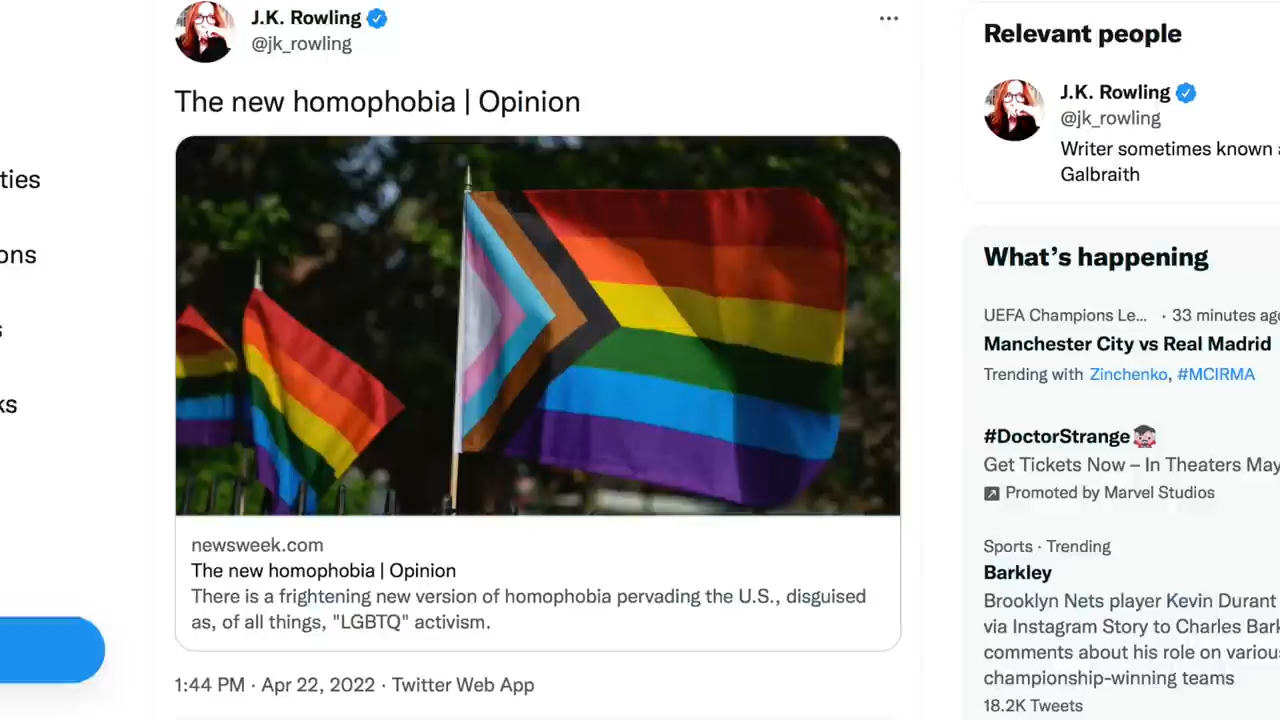 J.K. Rowling
@jk_rowling
The new homophobia | Opinion
newsweek.com
The new homophobia | Opinion
There is a frightening new version of homophobia pervading the U.S., disguised
as, of all things, "LGBTQ" activism.
1:44 PM · Apr 22, 2022 · Twitter Web App
ties
ons
s
ks
Relevant people
J.K. Rowling
@jk_rowling
Writer sometimes known a
Galbraith
What's happening
UEFA Champions Le... · 33 minutes ago
Manchester City vs Real Madrid
Trending with Zinchenko, #MCIRMA
#DoctorStrange
Get Tickets Now – In Theaters May
Promoted by Marvel Studios
Sports · Trending
Barkley
Brooklyn Nets player Kevin Durant
via Instagram Story to Charles Bark
comments about his role on various
championship-winning teams
18.2K Tweets